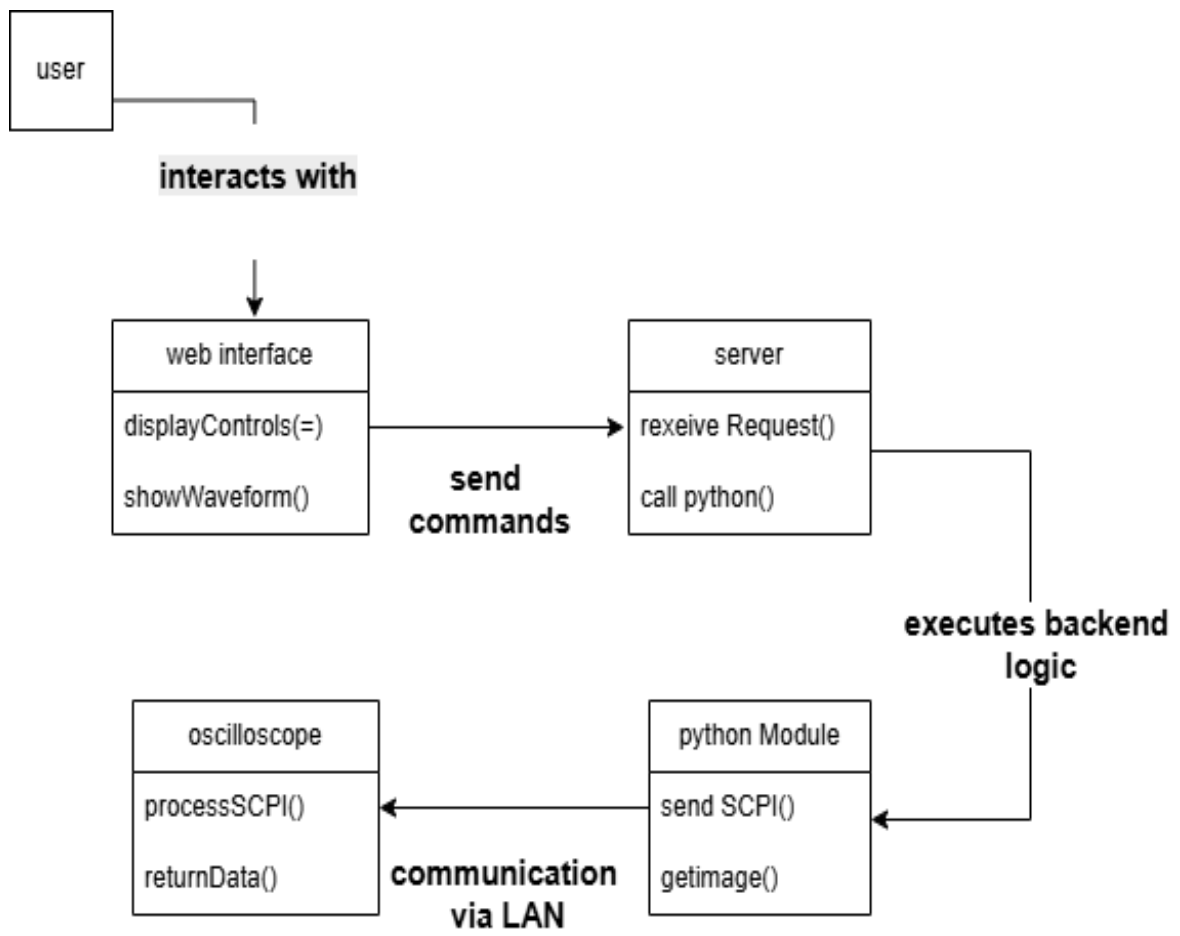 user
interacts with
web interface
displayControls(=)
showWaveform()
send
commands
server
rexeive Request()
call python()
executes backend
logic
oscilloscope
processSCPI()
returnData()
communication
via LAN
python Module
send SCPI()
getimage()